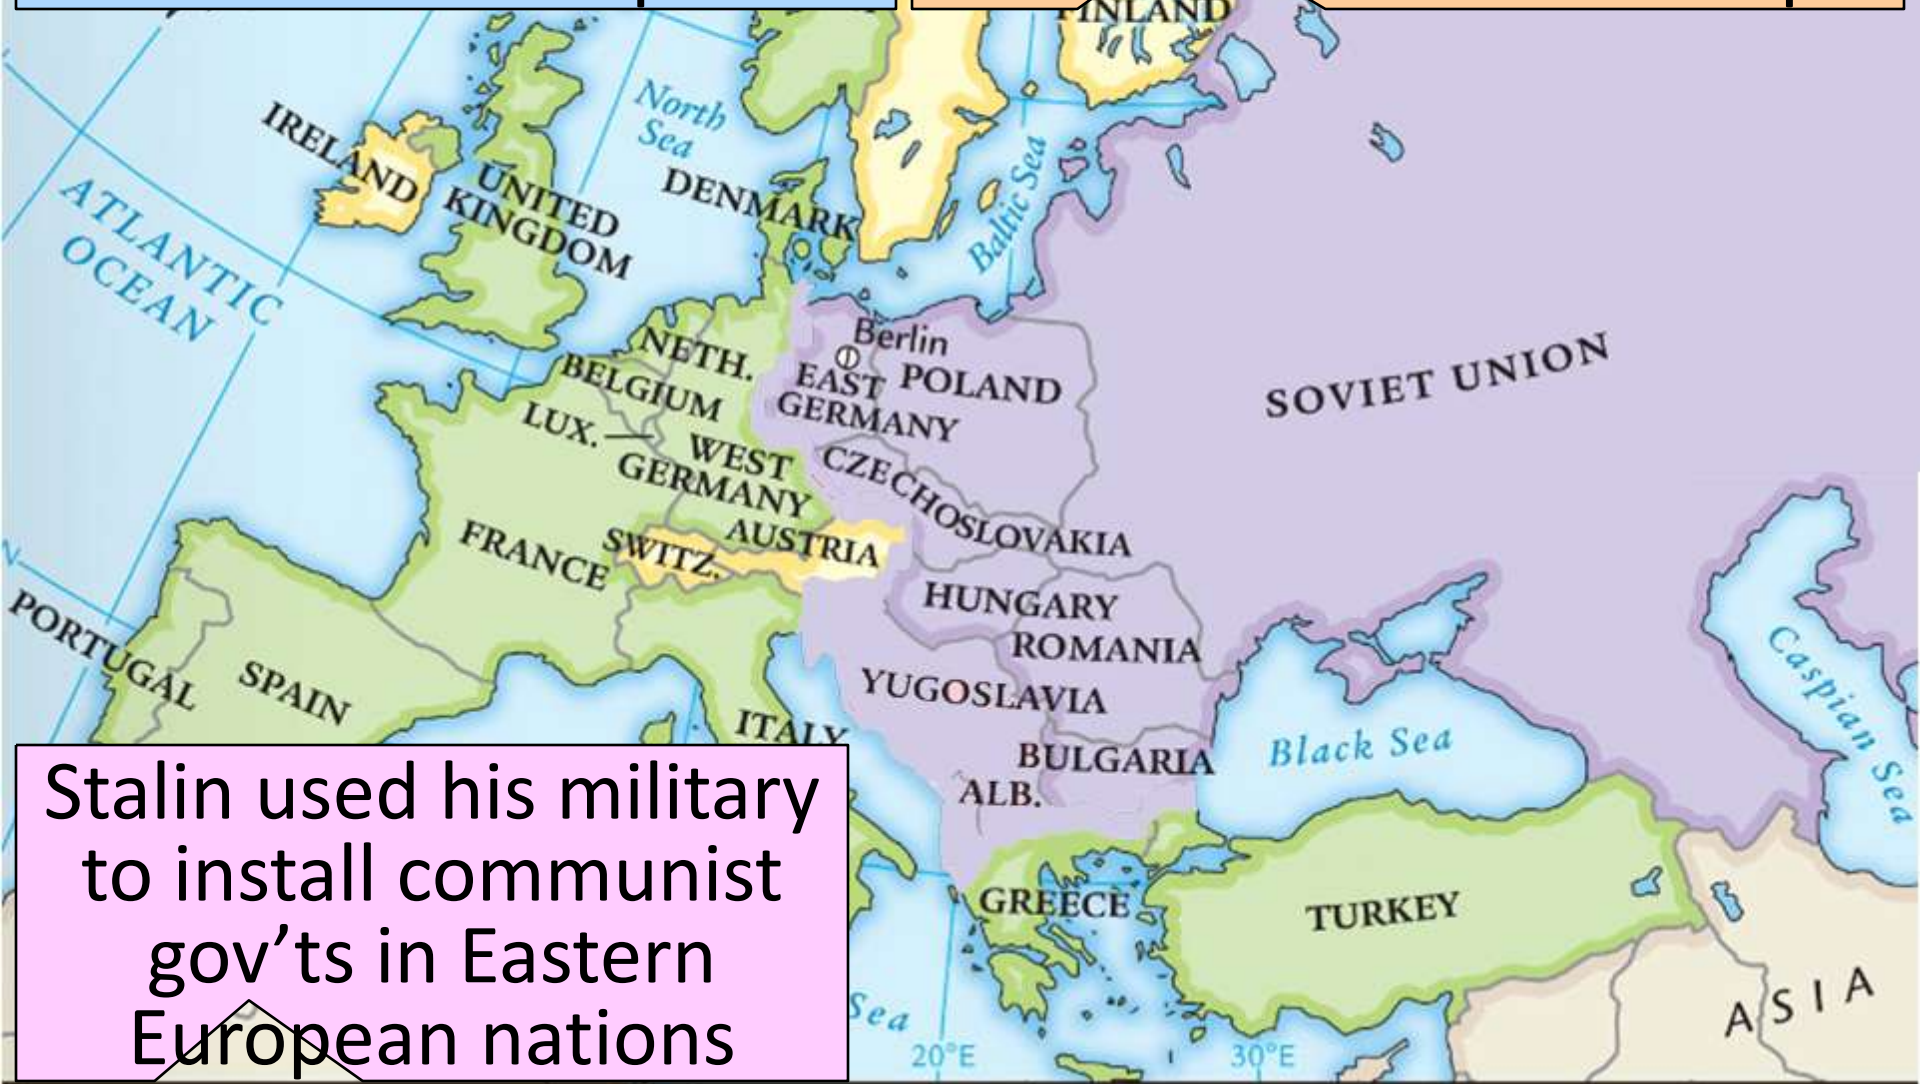 FINLAND
North
Sea
IRELAND
UNITED
KINGDOM
DENMARK
Baltic Sea
ATLANTIC
OCEAN
Berlin
NETH.
EAST
GERMANY
POLAND
BELGIUM
SOVIET UNION
LUX.
WEST
GERMANY
CZECHOSLOVAKIA
AUSTRIA
SWITZ.
FRANCE
HUNGARY
ROMANIA
PORTUGAL
SPAIN
YUGOSLAVIA
ITALY
BULGARIA
Black Sea
Caspian Sea
ALB.
GREECE
TURKEY
ASIA
Sea
20°E
30°E
Stalin used his military
to install communist
gov’ts in Eastern
European nations